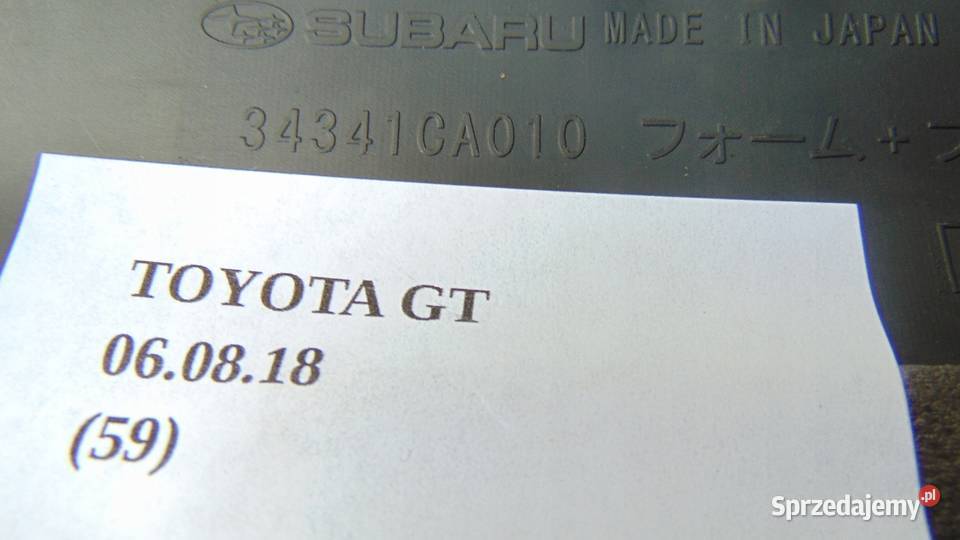 SUBARU MADE IN JAPAN
34341CA010 フォーム+
TOYOTA GT
06.08.18
(59)
Sprzedajemy.pl